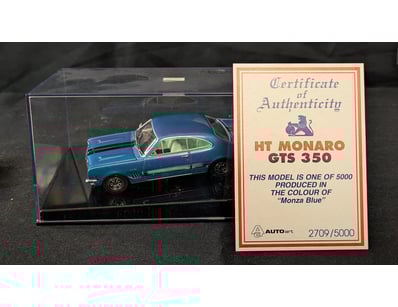 Certificate
of
Authenticity
HT MONARO
GTS 350
THIS MODEL IS ONE OF 5000
PRODUCED IN
THE COLOUR OF
"Monza Blue"
AUTOart
2709/5000